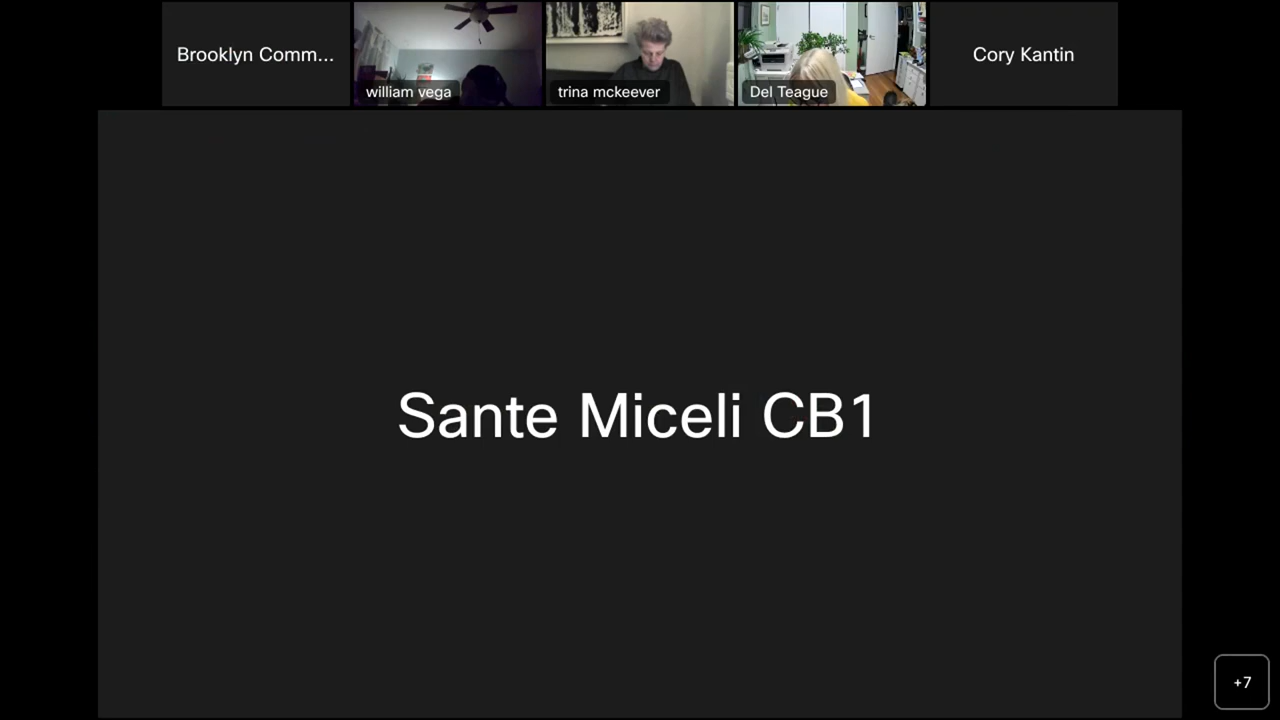 Brooklyn Comm...
william vega
trina mckeever
Del Teague
Cory Kantin
Sante Miceli CB1
+7